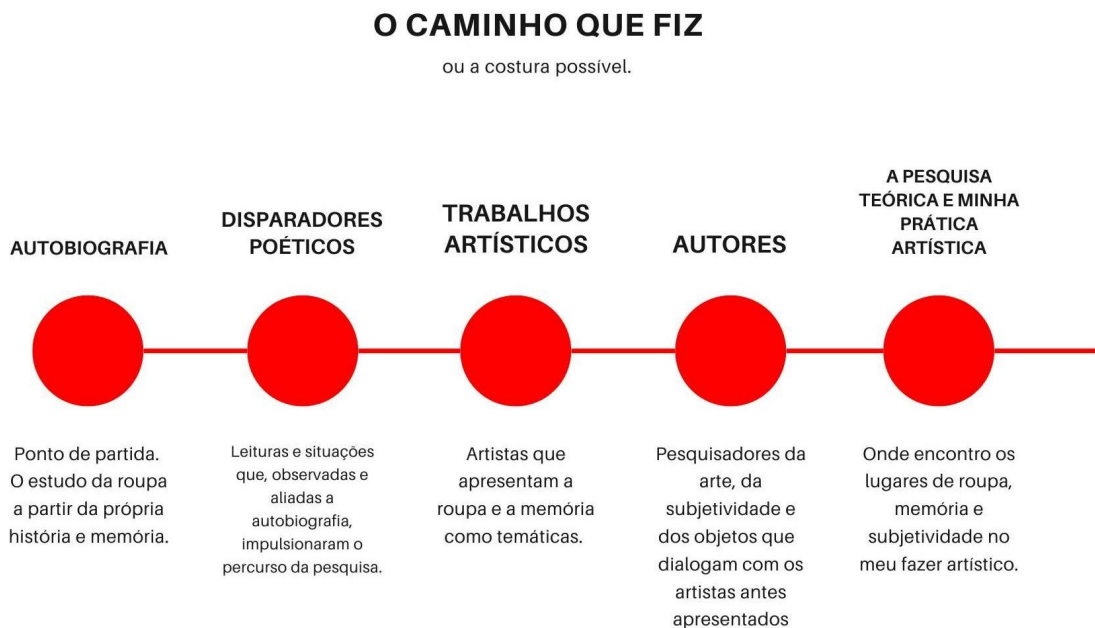 O CAMINHO QUE FIZ
ou a costura possível.
AUTOBIOGRAFIA
DISPARADORES
POÉTICOS
TRABALHOS
ARTÍSTICOS
AUTORES
A PESQUISA
TEÓRICA E MINHA
PRÁTICA
ARTÍSTICA
Ponto de partida.
O estudo da roupa
a partir da própria
história e memória.
Leituras e situações
que, observadas e
aliadas a
autobiografia,
impulsionaram o
percurso da pesquisa.
Artistas que
apresentam a
roupa e a memória
como temáticas.
Pesquisadores da
arte, da
subjetividade e
dos objetos que
dialogam com os
artistas antes
apresentados
Onde encontro os
lugares de roupa,
memória e
subjetividade no
meu fazer artístico.